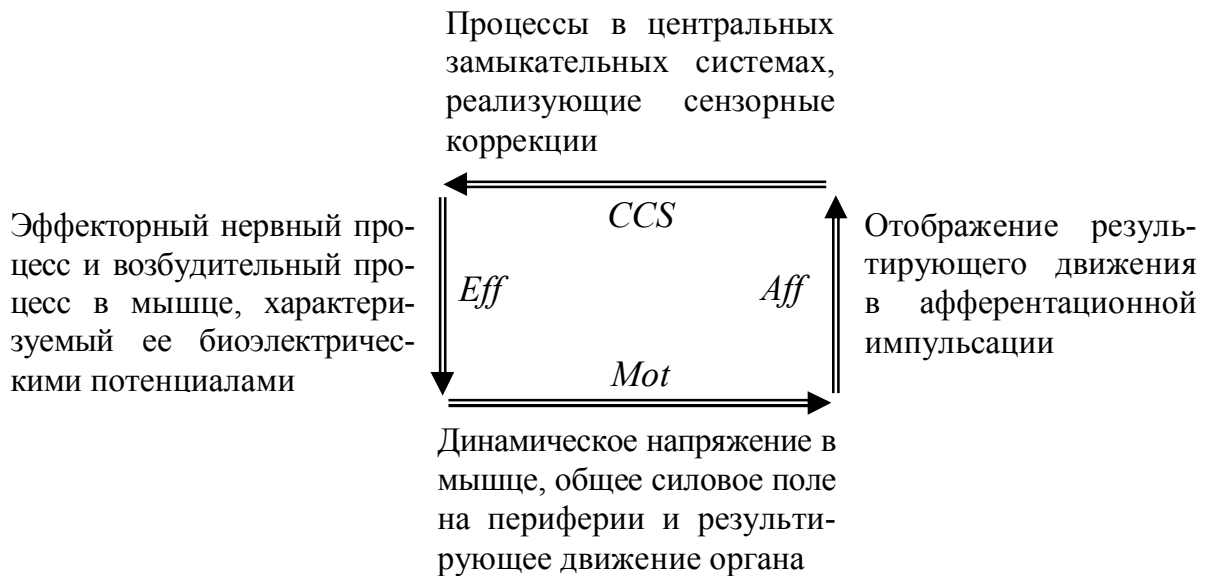 Процессы в центральных
замыкательных системах,
реализующие сенсорные
коррекции
CCS
Эффекторный нервный про-
цесс и возбудительный про-
цесс в мышце, характери-
зуемый ее биоэлектричес-
кими потенциалами
Eff
Aff
Отображение резуль-
тирующего движения
в афферентационной
импульсации
Mot
Динамическое напряжение в
мышце, общее силовое поле
на периферии и результи-
рующее движение органа